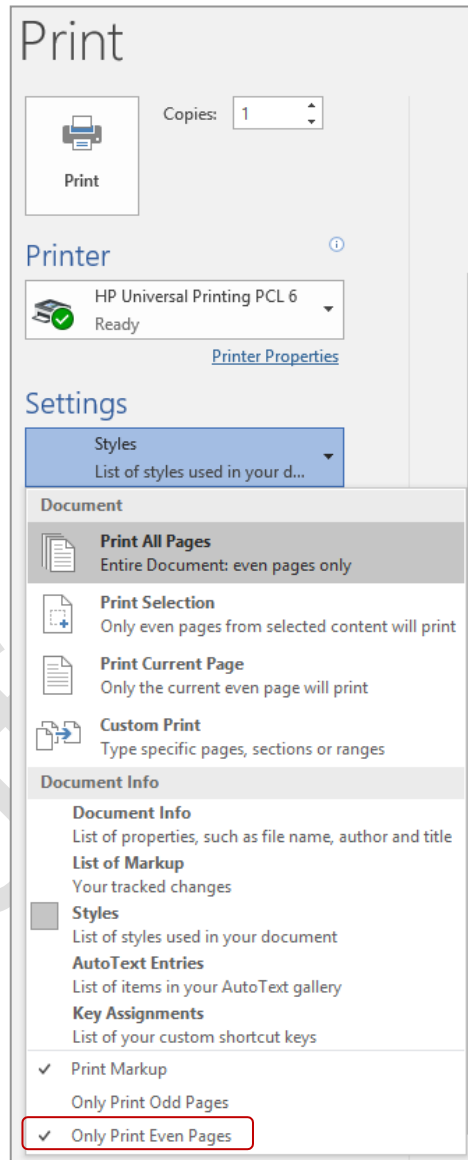 Print
Copies: 1
Print
Printer
HP Universal Printing PCL 6
Ready
Printer Properties
Settings
Styles
List of styles used in your d...
Document
Print All Pages
Entire Document: even pages only
Print Selection
Only even pages from selected content will print
Print Current Page
Only the current even page will print
Custom Print
Type specific pages, sections or ranges
Document Info
Document Info
List of properties, such as file name, author and title
List of Markup
Your tracked changes
Styles
List of styles used in your document
AutoText Entries
List of items in your AutoText gallery
Key Assignments
List of your custom shortcut keys
Print Markup
Only Print Odd Pages
Only Print Even Pages